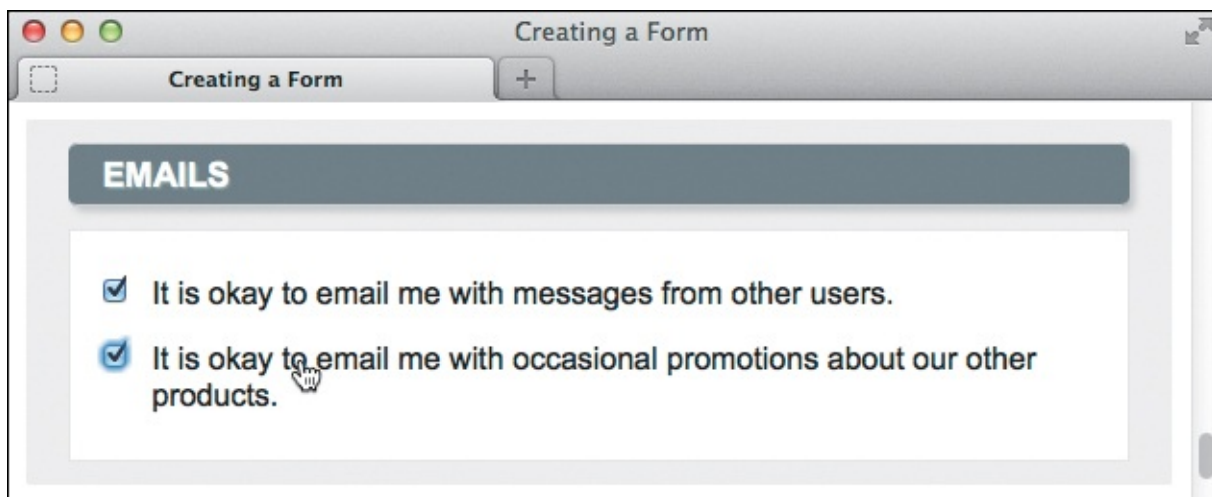 Creating a Form
Creating a Form
EMAILS
It is okay to email me with messages from other users.
It is okay to email me with occasional promotions about our other
products.